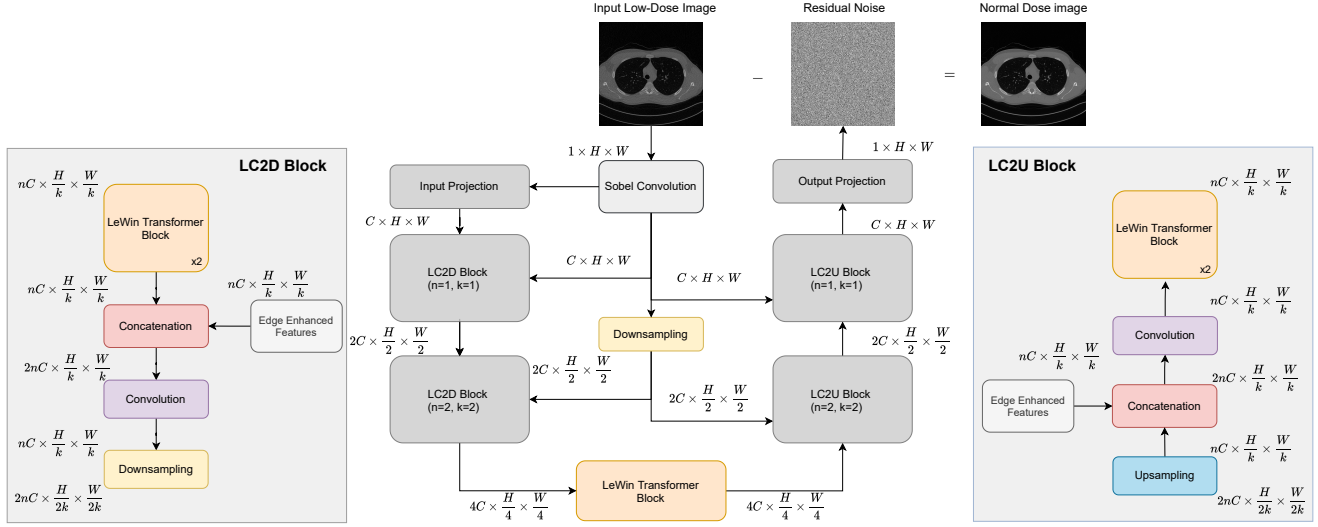 Input Low-Dose Image
Residual Noise
Normal Dose image
−
=
LC2D Block
nC × H/k × W/k
LeWin Transformer
Block
x2
nC × H/k × W/k
nC × H/k × W/k
Concatenation
Edge Enhanced
Features
2nC × H/k × W/k
Convolution
nC × H/k × W/k
Downsampling
2nC × H/2k × W/2k
1 × H × W
Input Projection
Sobel Convolution
C × H × W
LC2D Block
(n=1, k=1)
C × H × W
C × H × W
Downsampling
2C × H/2 × W/2
2C × H/2 × W/2
LC2D Block
(n=2, k=2)
2C × H/2 × W/2
4C × H/4 × W/4
LeWin Transformer
Block
4C × H/4 × W/4
1 × H × W
Output Projection
C × H × W
LC2U Block
(n=1, k=1)
2C × H/2 × W/2
LC2U Block
(n=2, k=2)
LC2U Block
nC × H/k × W/k
LeWin Transformer
Block
x2
nC × H/k × W/k
Convolution
nC × H/k × W/k
2nC × H/k × W/k
Edge Enhanced
Features
Concatenation
nC × H/k × W/k
Upsampling
2nC × H/2k × W/2k